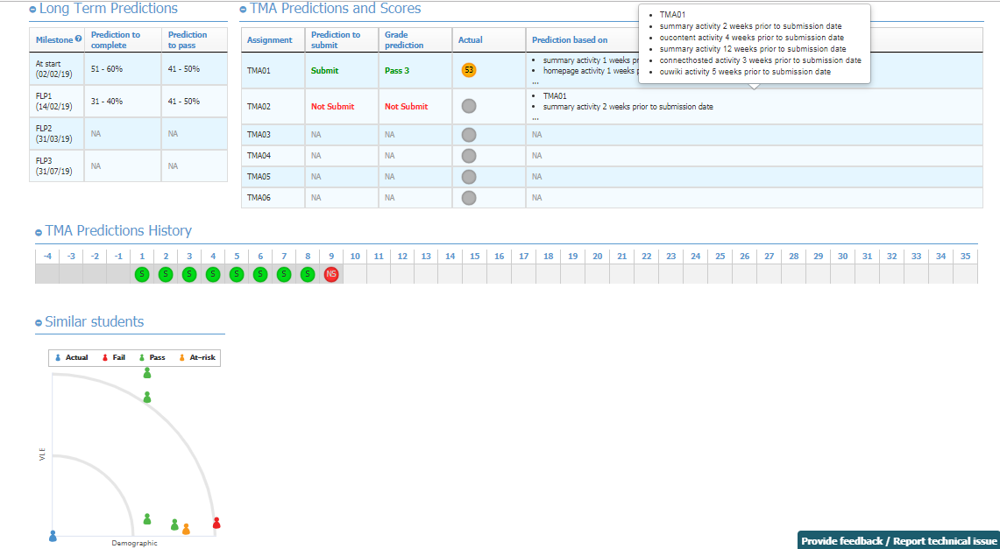 Long Term Predictions
Milestone ? Prediction to complete Prediction to pass
At start (02/02/19) 51 - 60% 41 - 50%
FLP1 (14/02/19) 31 - 40% 41 - 50%
FLP2 (31/03/19) NA NA
FLP3 (31/07/19) NA NA
TMA Predictions and Scores
Assignment Prediction to submit Grade prediction Actual Prediction based on
TMA01 Submit Pass 3 53
• summary activity 1 weeks
• homepage activity 1 weeks
...
TMA02 Not Submit Not Submit
• TMA01
• summary activity 2 weeks prior to submission date
...
TMA03 NA NA NA
TMA04 NA NA NA
TMA05 NA NA NA
TMA06 NA NA NA
• TMA01
• summary activity 2 weeks prior to submission date
• oucontent activity 4 weeks prior to submission date
• summary activity 12 weeks prior to submission date
• connecthosted activity 3 weeks prior to submission date
• ouwiki activity 5 weeks prior to submission date
TMA Predictions History
-4 -3 -2 -1 1 2 3 4 5 6 7 8 9 10 11 12 13 14 15 16 17 18 19 20 21 22 23 24 25 26 27 28 29 30 31 32 33 34 35
S S S S S S S S NS
Similar students
Actual Fail Pass At-risk
VLE
Demographic
Provide feedback / Report technical issue